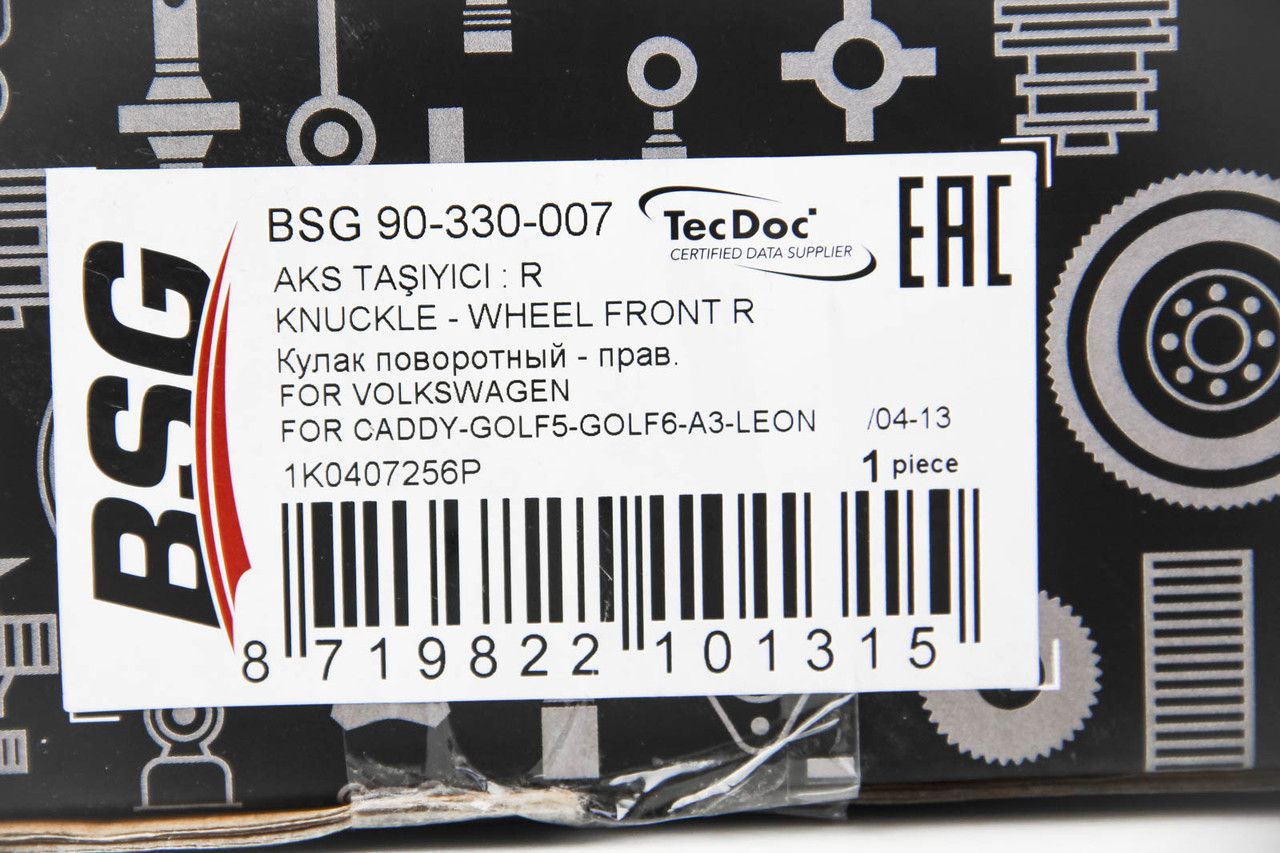 BSG
BSG 90-330-007
TecDoc
CERTIFIED DATA SUPPLIER
EAC
AKS TAŞIYICI : R
KNUCKLE - WHEEL FRONT R
Кулак поворотный - прав.
FOR VOLKSWAGEN
FOR CADDY-GOLF5-GOLF6-A3-LEON /04-13
1K0407256P 1 piece
8 719822 101315